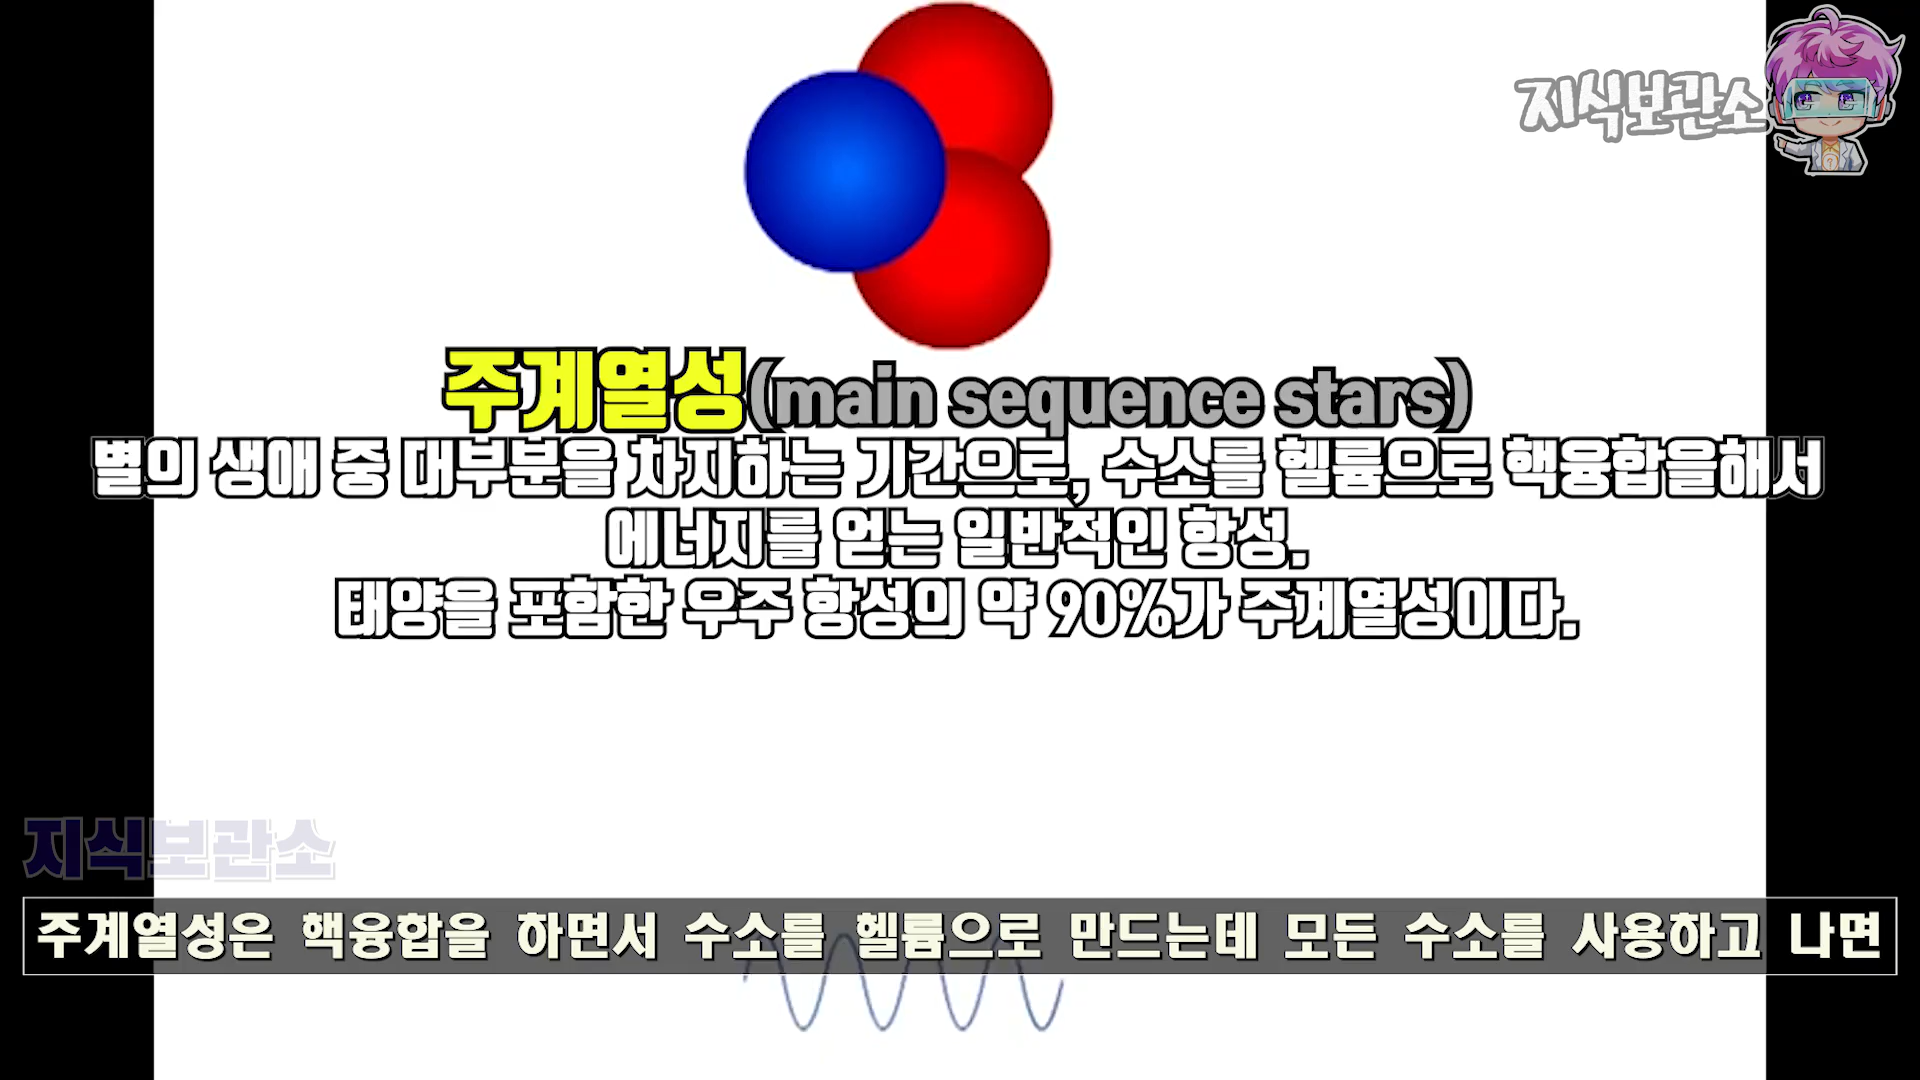 지식보관소
주계열성(main sequence stars)
별의 생애 중 대부분을 차지하는 기간으로, 수소를 헬륨으로 핵융합을해서
에너지를 얻는 일반적인 항성.
태양을 포함한 우주 항성의 약 90%가 주계열성이다.
지식보관소
주계열성은 핵융합을 하면서 수소를 헬륨으로 만드는데 모든 수소를 사용하고 나면